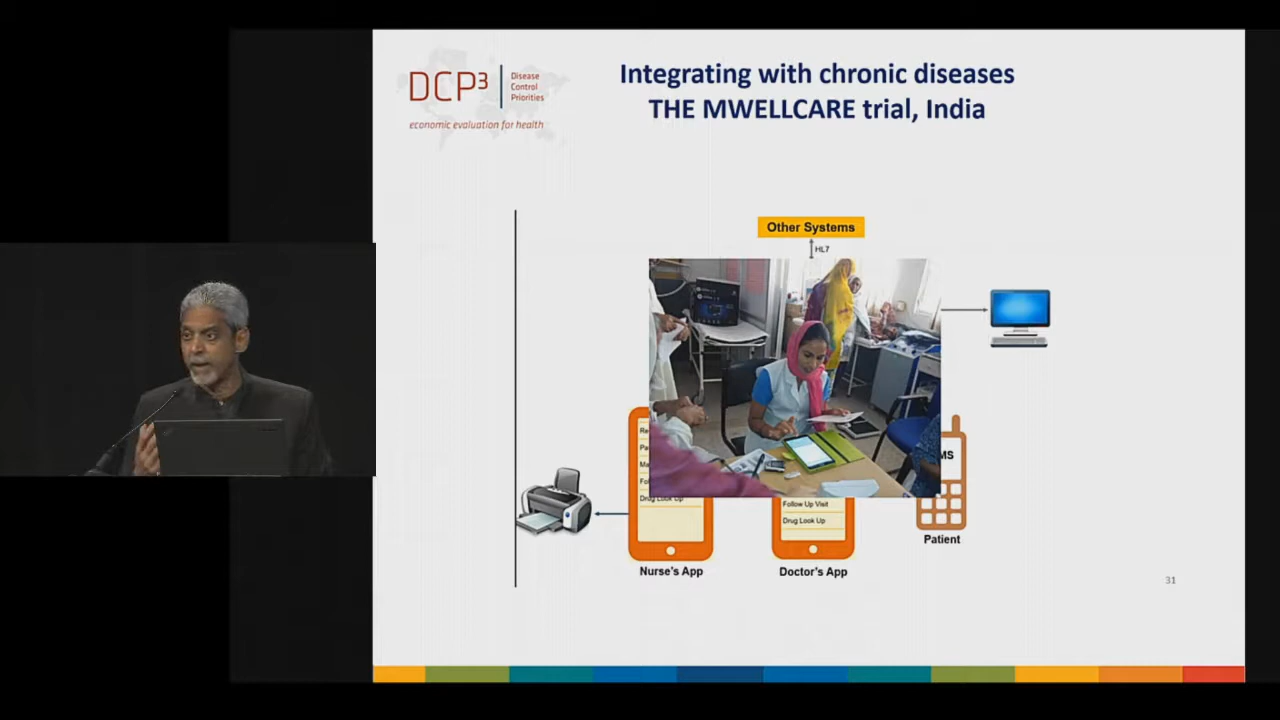 DCP3
Disease
Control
Priorities
economic evaluation for health
Integrating with chronic diseases
THE MWELLCARE trial, India
Other Systems
HL7
Follow Up Visit
Drug Look Up
Drug Look Up
Nurse's App
Doctor's App
Patient
31